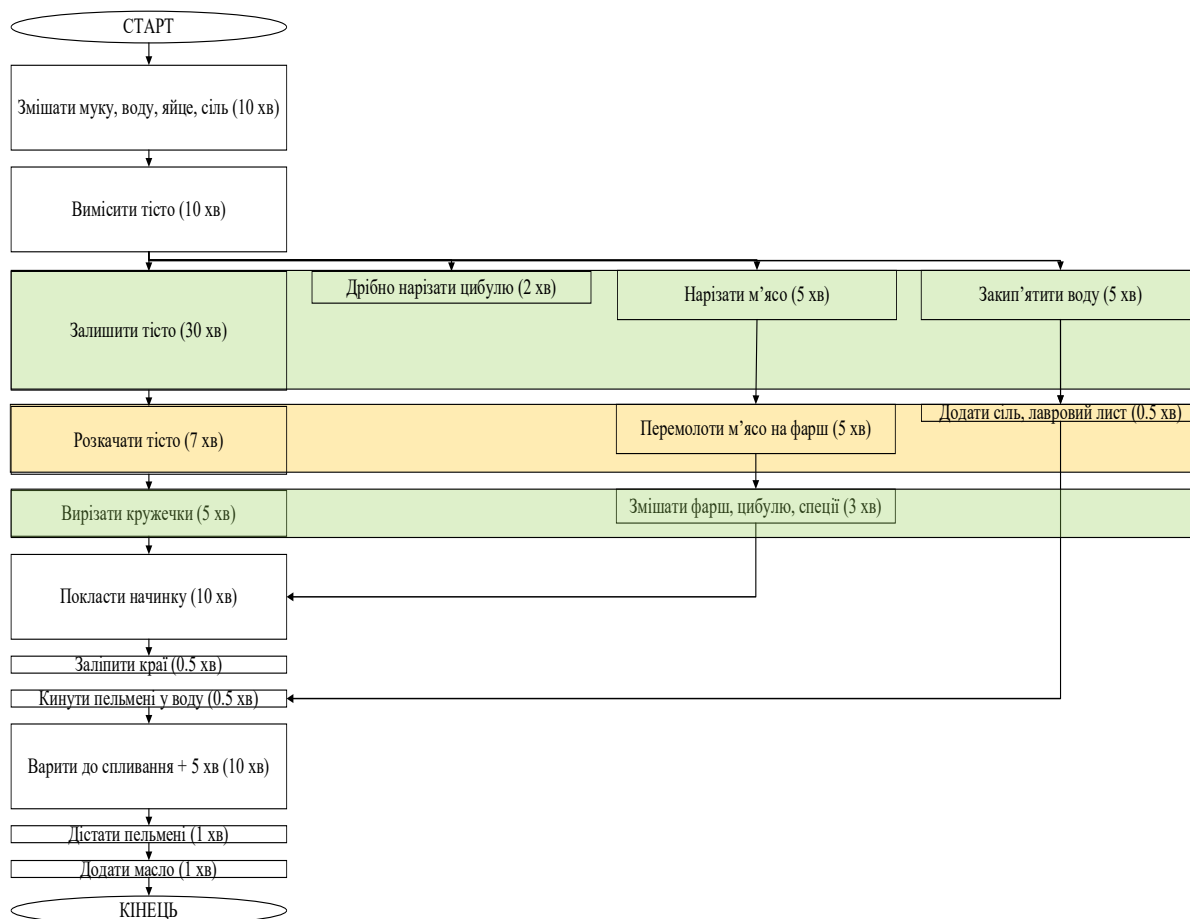 СТАРТ
Змішати муку, воду, яйце, сіль (10 хв)
Вимісити тісто (10 хв)
Залишити тісто (30 хв)
Дрібно нарізати цибулю (2 хв)
Нарізати м’ясо (5 хв)
Закип’ятити воду (5 хв)
Розкачати тісто (7 хв)
Перемолоти м’ясо на фарш (5 хв)
Додати сіль, лавровий лист (0.5 хв)
Вирізати кружечки (5 хв)
Змішати фарш, цибулю, спеції (3 хв)
Покласти начинку (10 хв)
Заліпити краї (0.5 хв)
Кинути пельмені у воду (0.5 хв)
Варити до спливання + 5 хв (10 хв)
Дістати пельмені (1 хв)
Додати масло (1 хв)
КІНЕЦЬ